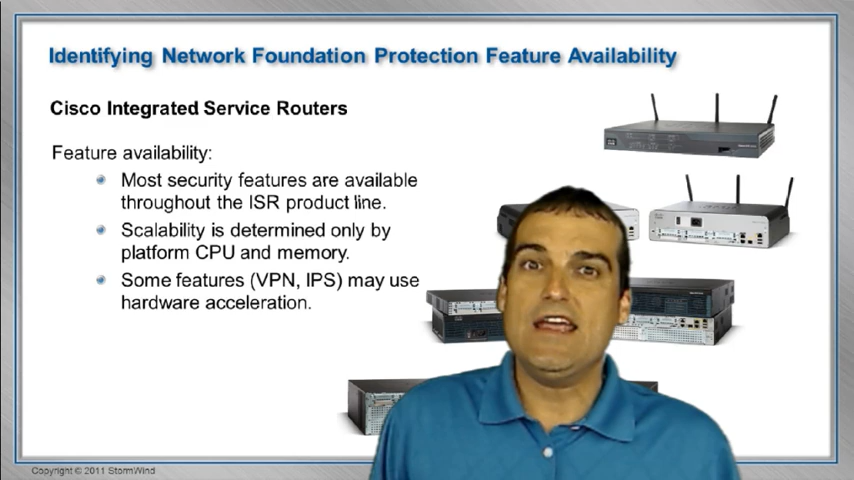 Identifying Network Foundation Protection Feature Availability
Cisco Integrated Service Routers
Feature availability:
Most security features are available
throughout the ISR product line.
Scalability is determined only by
platform CPU and memory.
Some features (VPN, IPS) may use
hardware acceleration.
Copyright © 2011 StormWind